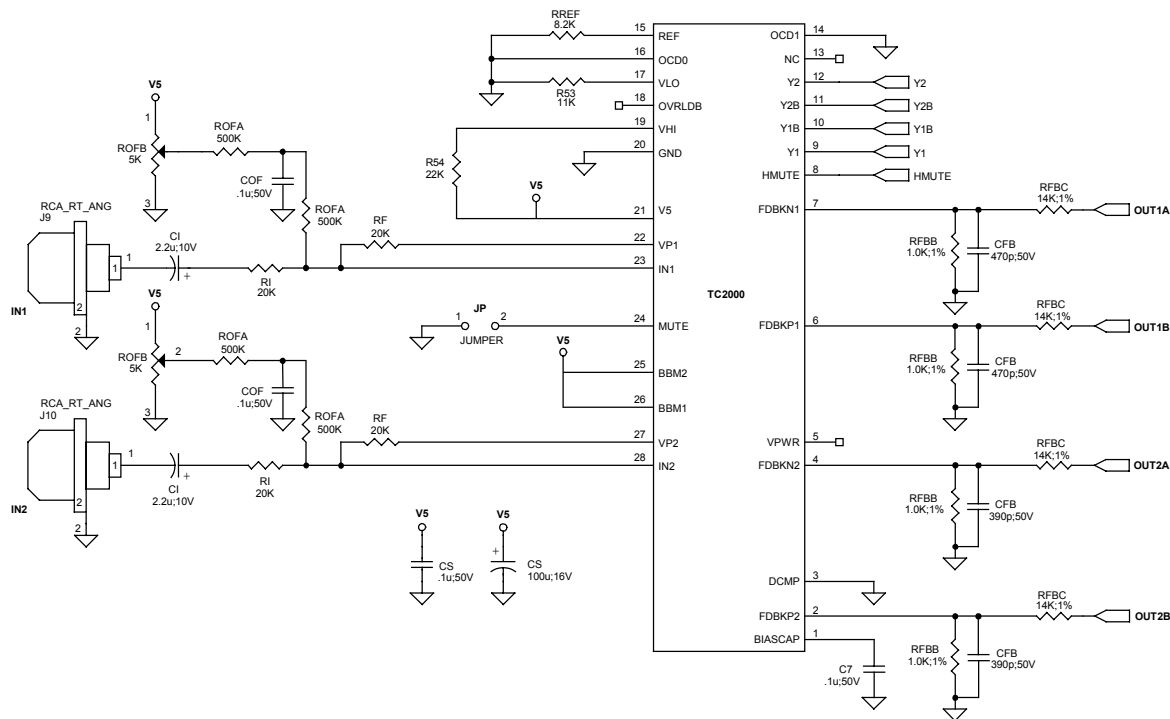 RREF
8.2K
15
REF
16
OCD0
17
VLO
R53
11K
18
OVRLDB
19
VHI
R54
22K
20
GND
V5
21
V5
22
VP1
23
IN1
TC2000
24
MUTE
25
BBM2
26
BBM1
27
VP2
28
IN2
OCD1
14
NC
13
Y2
12
Y2
Y2B
11
Y2B
Y1B
10
Y1B
Y1
9
Y1
HMUTE
8
HMUTE
FDBKN1
7
RFBC
14K;1%
OUT1A
RFBB
1.0K;1%
CFB
470p;50V
FDBKP1
6
RFBC
14K;1%
OUT1B
RFBB
1.0K;1%
CFB
470p;50V
VPWR
5
FDBKN2
4
RFBC
14K;1%
OUT2A
RFBB
1.0K;1%
CFB
390p;50V
DCMP
3
FDBKP2
2
RFBC
14K;1%
OUT2B
RFBB
1.0K;1%
CFB
390p;50V
BIASCAP
1
C7
.1u;50V
V5
1
ROFB
5K
3
ROFA
500K
COF
.1u;50V
ROFA
500K
RCA_RT_ANG
J9
1
1
2
2
IN1
CI
2.2u;10V
+
RI
20K
RF
20K
V5
1
ROFB
5K
2
3
ROFA
500K
COF
.1u;50V
ROFA
500K
JP
1
2
JUMPER
V5
RCA_RT_ANG
J10
1
1
2
2
IN2
CI
2.2u;10V
+
RI
20K
RF
20K
V5
CS
.1u;50V
V5
+
CS
100u;16V